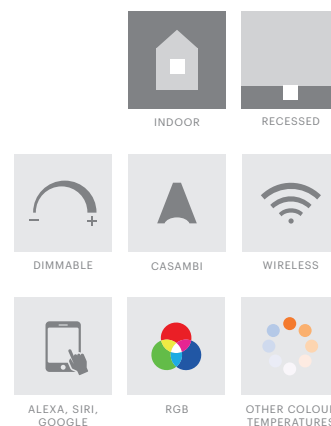 INDOOR
RECESSED
DIMMABLE
CASAMBI
WIRELESS
ALEXA, SIRI,
GOOGLE
RGB
OTHER COLOU
TEMPERATURES